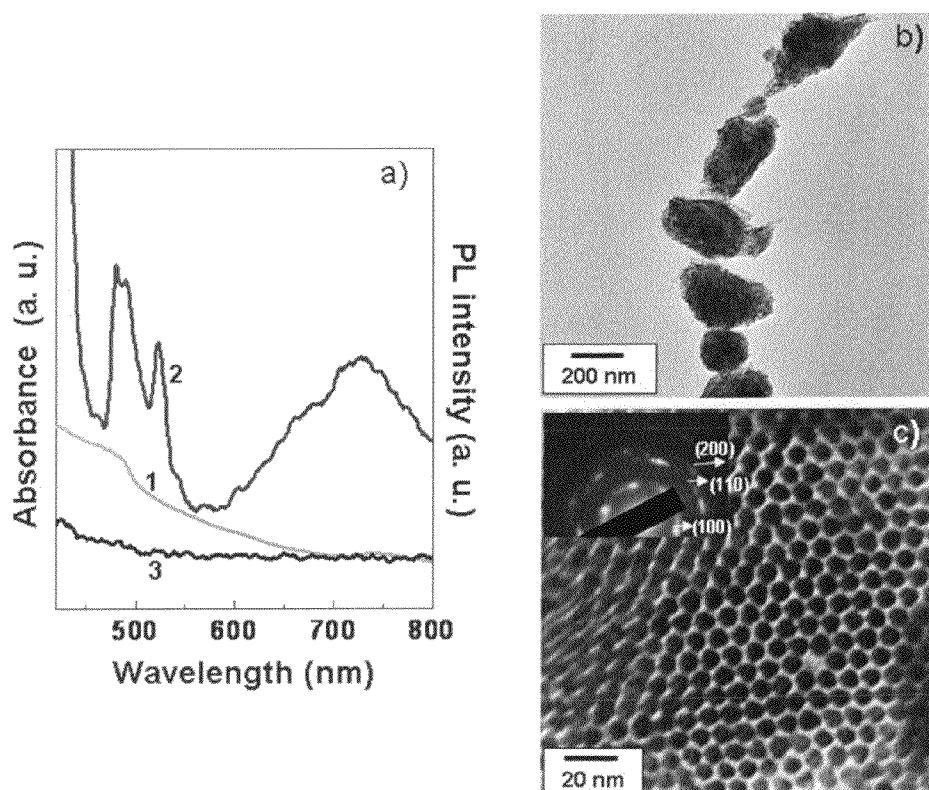 a)
Absorbance (a. u.)
PL intensity (a. u.)
2
1
3
500 600 700 800
Wavelength (nm)
b)
200 nm
c)
(200)
(110)
(100)
20 nm